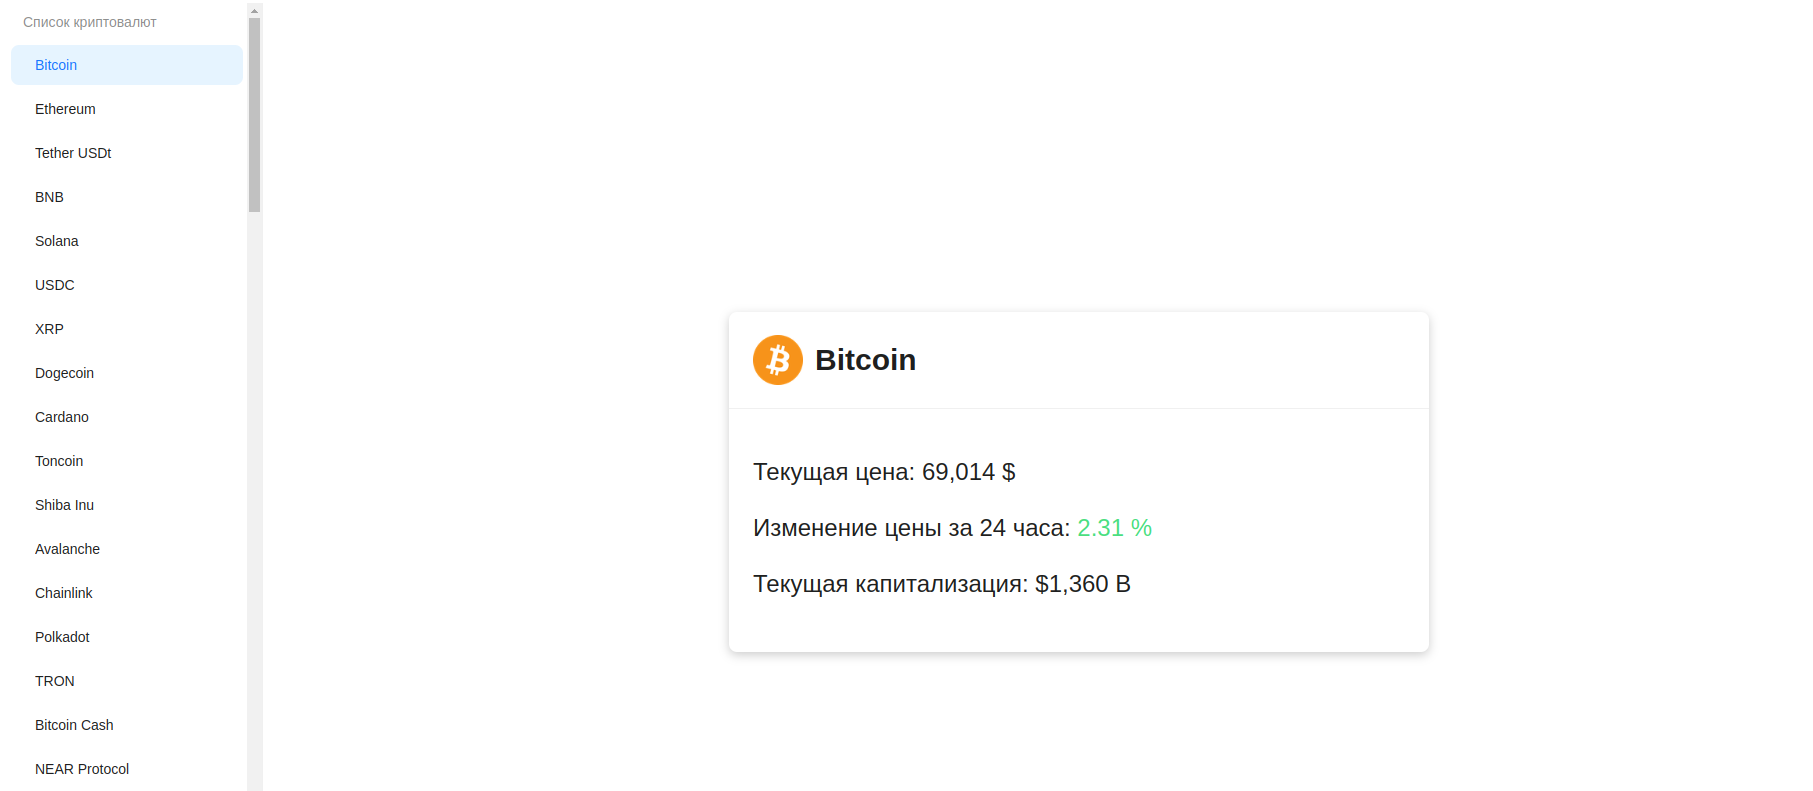 Список криптовалют
Bitcoin
Ethereum
Tether USDt
BNB
Solana
USDC
XRP
Dogecoin
Cardano
Toncoin
Shiba Inu
Avalanche
Chainlink
Polkadot
TRON
Bitcoin Cash
NEAR Protocol
Bitcoin
Текущая цена: 69,014 $
Изменение цены за 24 часа: 2.31 %
Текущая капитализация: $1,360 B